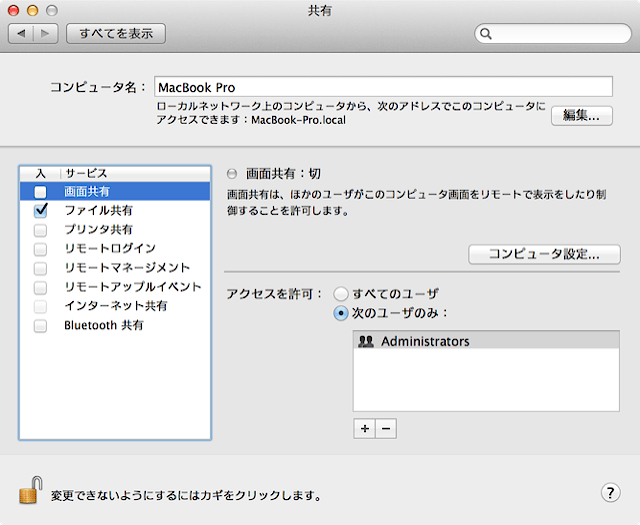 共有
すべてを表示
コンピュータ名：
MacBook Pro
ローカルネットワーク上のコンピュータから、次のアドレスでこのコンピュータに
アクセスできます：MacBook-Pro.local
編集...
入 サービス
画面共有
ファイル共有
プリンタ共有
リモートログイン
リモートマネージメント
リモートアップルイベント
インターネット共有
Bluetooth 共有
画面共有：切
画面共有は、ほかのユーザがこのコンピュータ画面をリモートで表示をしたり制
御することを許可します。
コンピュータ設定...
アクセスを許可：
すべてのユーザ
次のユーザのみ：
Administrators
変更できないようにするにはカギをクリックします。
?